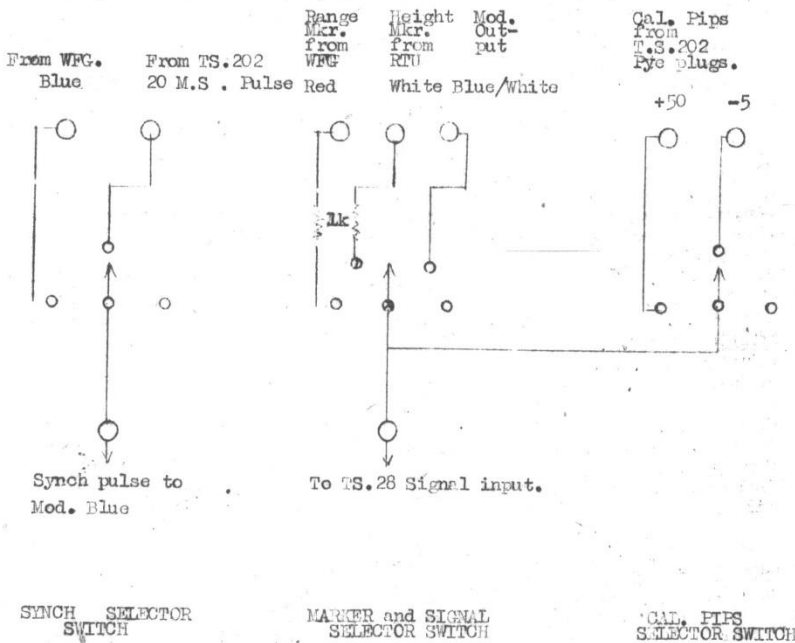 From WFG.
Blue
From TS.202
20 M.S . Pulse
Range
Mkr.
from
WFG
Red
Height
Mkr.
from
RTU
White
Mod.
Out-
put
Blue/White
Cal. Pips
from
T.S.202
Pye plugs.
+50
-5
1k
Synch pulse to
Mod. Blue
To TS.28 Signal input.
SYNCH SELECTOR
SWITCH
MARKER and SIGNAL
SELECTOR SWITCH
CAL. PIPS
SELECTOR SWITCH